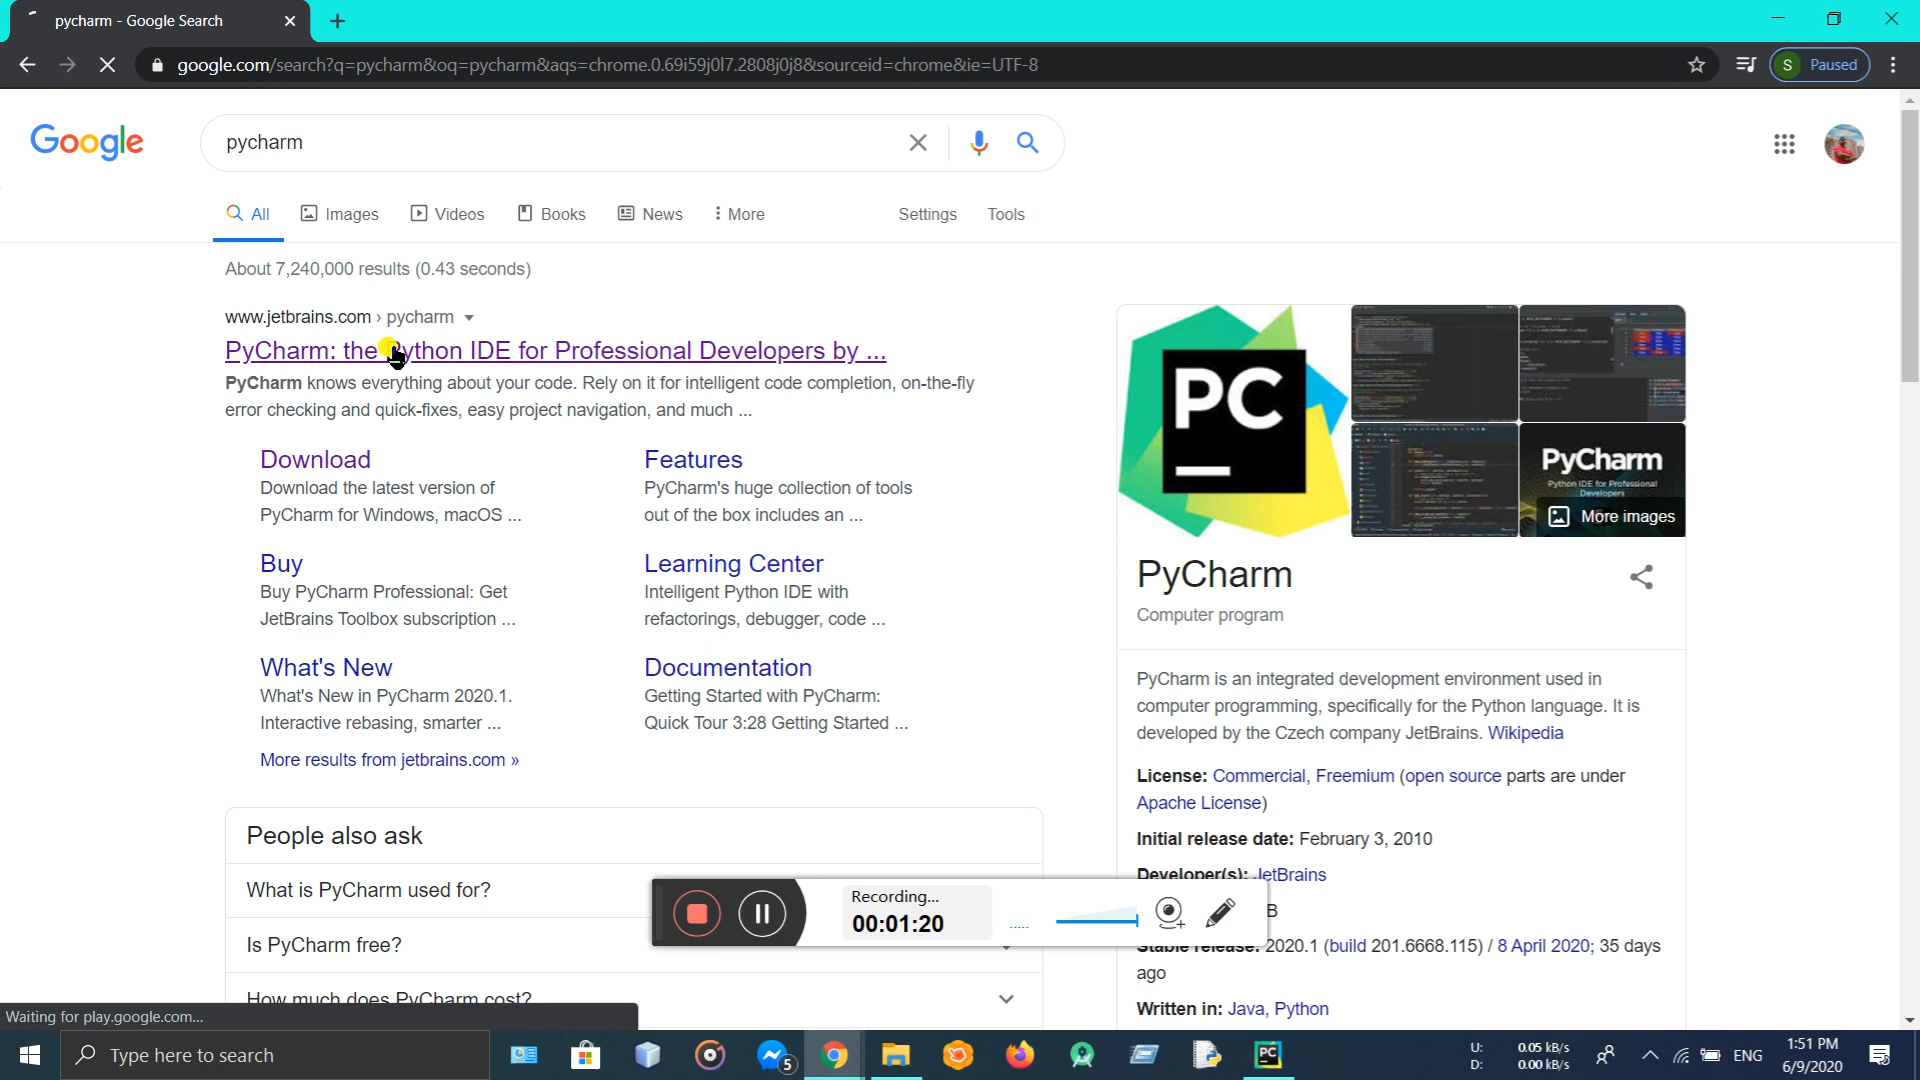 pycharm - Google Search
google.com/search?q=pycharm&oq=pycharm&aqs=chrome.0.69i59j0l7.2808j0j8&sourceid=chrome&ie=UTF-8
S Paused
Google
pycharm
All Images Videos Books News More Settings Tools
About 7,240,000 results (0.43 seconds)
www.jetbrains.com › pycharm
PyCharm: the Python IDE for Professional Developers by ...
PyCharm knows everything about your code. Rely on it for intelligent code completion, on-the-fly
error checking and quick-fixes, easy project navigation, and much ...
Download
Download the latest version of
PyCharm for Windows, macOS ...
Features
PyCharm's huge collection of tools
out of the box includes an ...
Buy
Buy PyCharm Professional: Get
JetBrains Toolbox subscription ...
Learning Center
Intelligent Python IDE with
refactorings, debugger, code ...
What's New
What's New in PyCharm 2020.1.
Interactive rebasing, smarter ...
Documentation
Getting Started with PyCharm:
Quick Tour 3:28 Getting Started ...
More results from jetbrains.com »
People also ask
What is PyCharm used for?
Is PyCharm free?
How much does PyCharm cost?
PC
PyCharm
Python IDE for Professional
Developers
More images
PyCharm
Computer program
PyCharm is an integrated development environment used in
computer programming, specifically for the Python language. It is
developed by the Czech company JetBrains. Wikipedia
License: Commercial, Freemium (open source parts are under
Apache License)
Initial release date: February 3, 2010
Developer(s): JetBrains
B
Stable release: 2020.1 (build 201.6668.115) / 8 April 2020; 35 days
ago
Written in: Java, Python
Recording...
00:01:20
Waiting for play.google.com...
Type here to search
5
PC
U: 0.05 kB/s
D: 0.00 kB/s
ENG
1:51 PM
6/9/2020